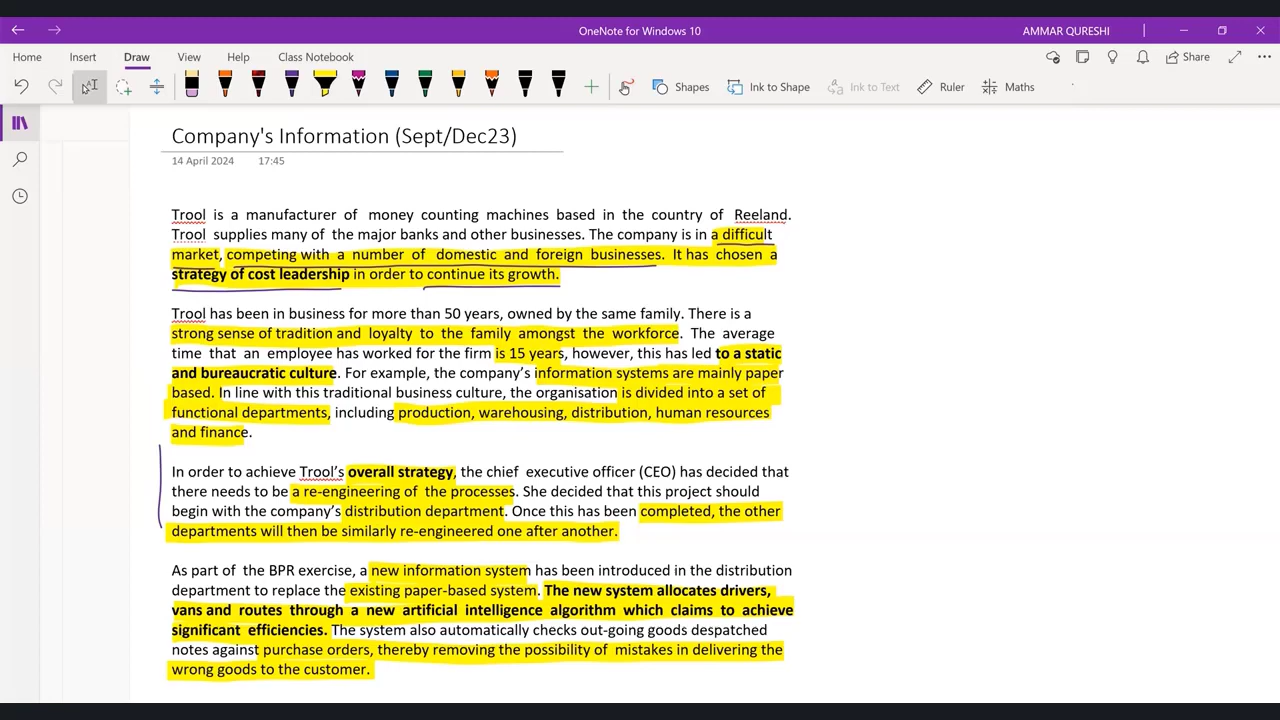 OneNote for Windows 10
AMMAR QURESHI
Home Insert Draw View Help Class Notebook Share
Shapes Ink to Shape Ink to Text Ruler Maths
Company's Information (Sept/Dec23)
14 April 2024 17:45
Trool is a manufacturer of money counting machines based in the country of Reeland.
Trool supplies many of the major banks and other businesses. The company is in a difficult
market, competing with a number of domestic and foreign businesses. It has chosen a
strategy of cost leadership in order to continue its growth.
Trool has been in business for more than 50 years, owned by the same family. There is a
strong sense of tradition and loyalty to the family amongst the workforce. The average
time that an employee has worked for the firm is 15 years, however, this has led to a static
and bureaucratic culture. For example, the company's information systems are mainly paper
based. In line with this traditional business culture, the organisation is divided into a set of
functional departments, including production, warehousing, distribution, human resources
and finance.
In order to achieve Trool's overall strategy, the chief executive officer (CEO) has decided that
there needs to be a re-engineering of the processes. She decided that this project should
begin with the company's distribution department. Once this has been completed, the other
departments will then be similarly re-engineered one after another.
As part of the BPR exercise, a new information system has been introduced in the distribution
department to replace the existing paper-based system. The new system allocates drivers,
vans and routes through a new artificial intelligence algorithm which claims to achieve
significant efficiencies. The system also automatically checks out-going goods despatched
notes against purchase orders, thereby removing the possibility of mistakes in delivering the
wrong goods to the customer.